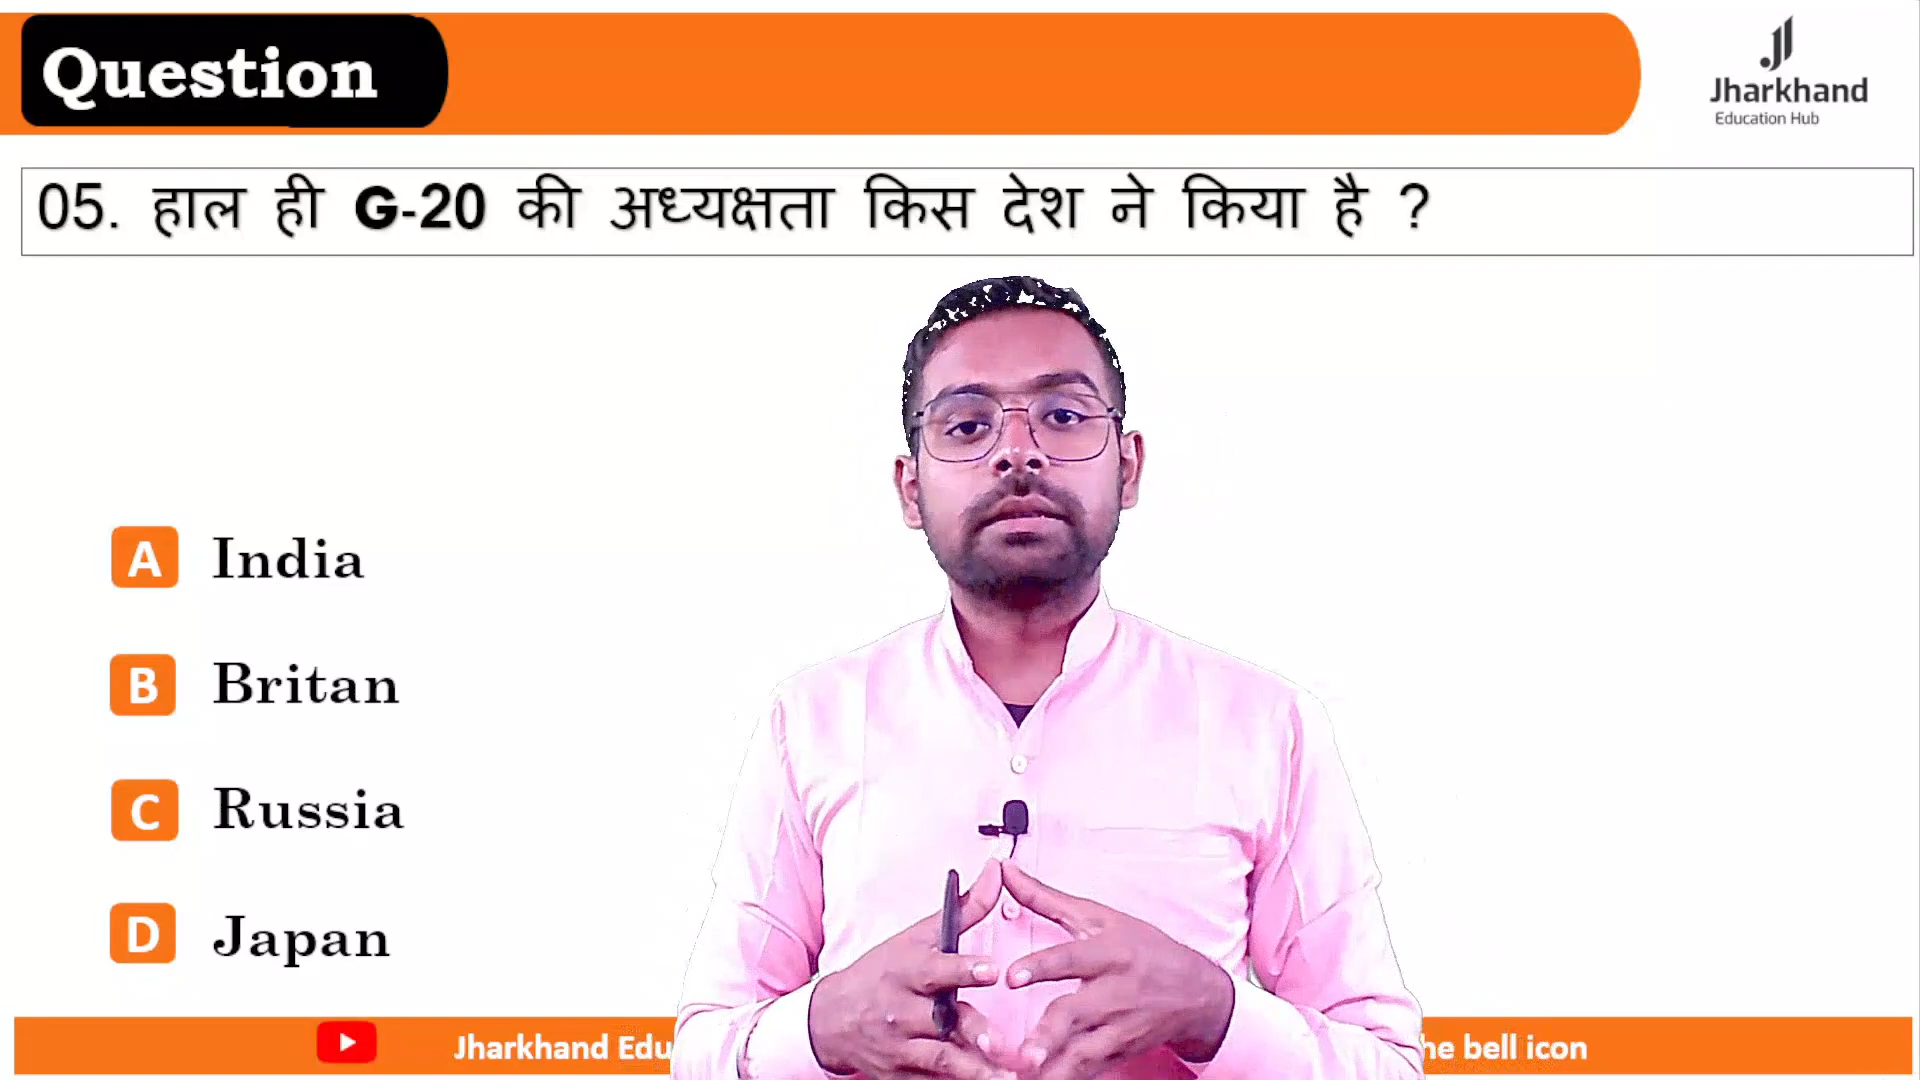 Question
Jharkhand
Education Hub
05. हाल ही G-20 की अध्यक्षता किस देश ने किया है ?
A India
B Britan
C Russia
D Japan
Jharkhand Edu
he bell icon